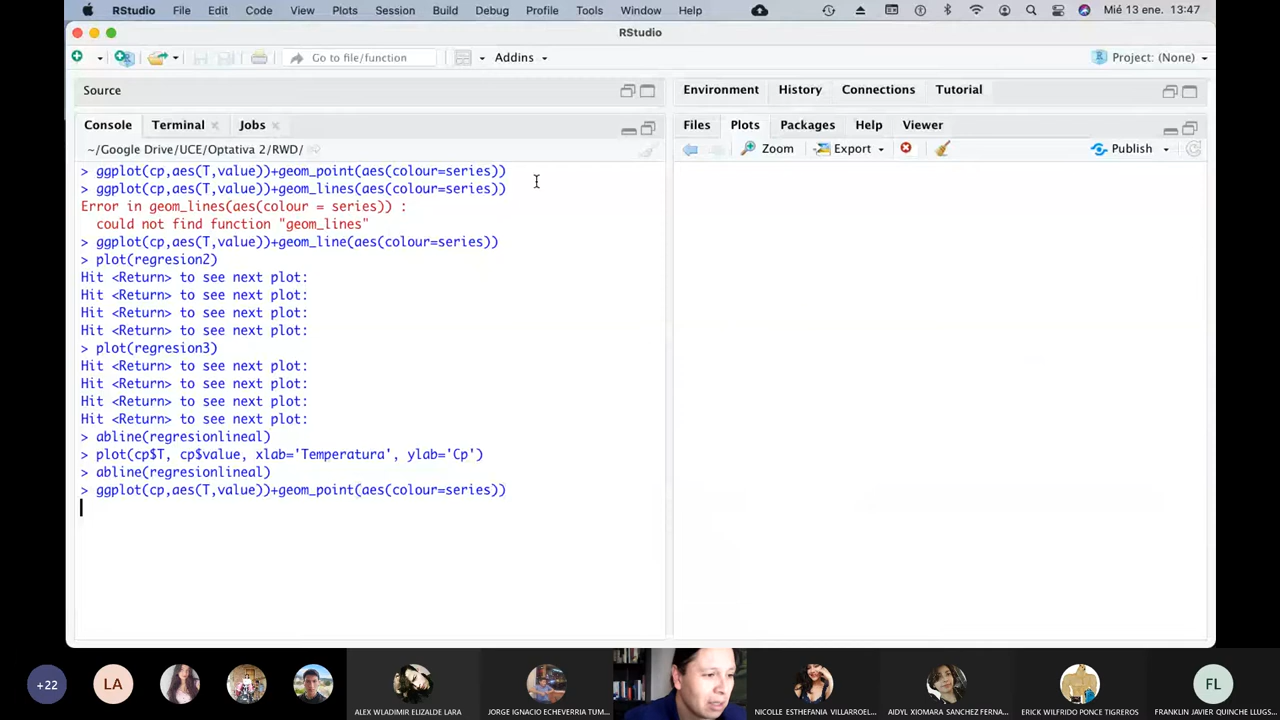 RStudio File Edit Code View Plots Session Build Debug Profile Tools Window Help Mié 13 ene. 13:47
RStudio
Go to file/function Addins Project: (None)
Source
Environment History Connections Tutorial
Console Terminal Jobs
Files Plots Packages Help Viewer
~/Google Drive/UCE/Optativa 2/RWD/
Zoom Export Publish
> ggplot(cp,aes(T,value))+geom_point(aes(colour=series))
> ggplot(cp,aes(T,value))+geom_lines(aes(colour=series))
Error in geom_lines(aes(colour = series)) :
could not find function "geom_lines"
> ggplot(cp,aes(T,value))+geom_line(aes(colour=series))
> plot(regresion2)
Hit <Return> to see next plot:
Hit <Return> to see next plot:
Hit <Return> to see next plot:
Hit <Return> to see next plot:
> plot(regresion3)
Hit <Return> to see next plot:
Hit <Return> to see next plot:
Hit <Return> to see next plot:
Hit <Return> to see next plot:
> abline(regresionlineal)
> plot(cp$T, cp$value, xlab='Temperatura', ylab='Cp')
> abline(regresionlineal)
> ggplot(cp,aes(T,value))+geom_point(aes(colour=series))
+22 LA FL
ALEX WLADIMIR ELIZALDE LARA JORGE IGNACIO ECHEVERRIA TUM... NICOLLE ESTHEFANIA VILLARROEL... AIDYL XIOMARA SANCHEZ FERNA... ERICK WILFRIDO PONCE TIGREROS FRANKLIN JAVIER QUINCHE LLUGS...